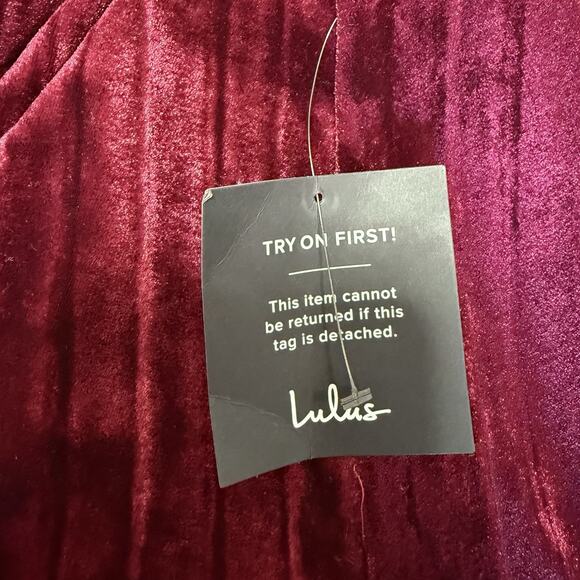 TRY ON FIRST!
This item cannot
be returned if this
tag is detached.
Lulus